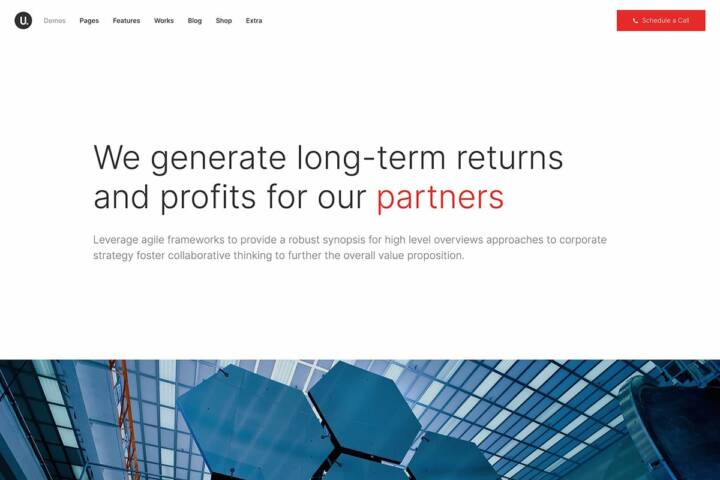 U.
Demos Pages Features Works Blog Shop Extra
Schedule a Call
We generate long-term returns
and profits for our partners
Leverage agile frameworks to provide a robust synopsis for high level overviews approaches to corporate
strategy foster collaborative thinking to further the overall value proposition.